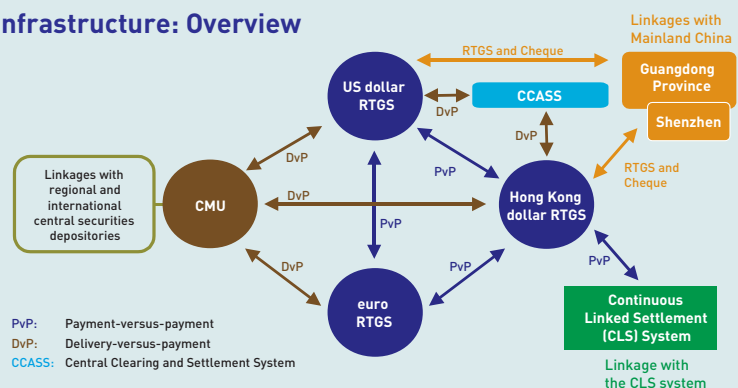 nfrastructure: Overview
Linkages with
Mainland China
RTGS and Cheque
Guangdong
Province
Shenzhen
US dollar
RTGS
CCASS
DvP
DvP
DvP
RTGS and
Cheque
Linkages with
regional and
international
central securities
depositories
CMU
DvP
PvP
Hong Kong
dollar RTGS
PvP
DvP
PvP
PvP
euro
RTGS
Continuous
Linked Settlement
(CLS) System
PvP: Payment-versus-payment
DvP: Delivery-versus-payment
CCASS: Central Clearing and Settlement System
Linkage with
the CLS system